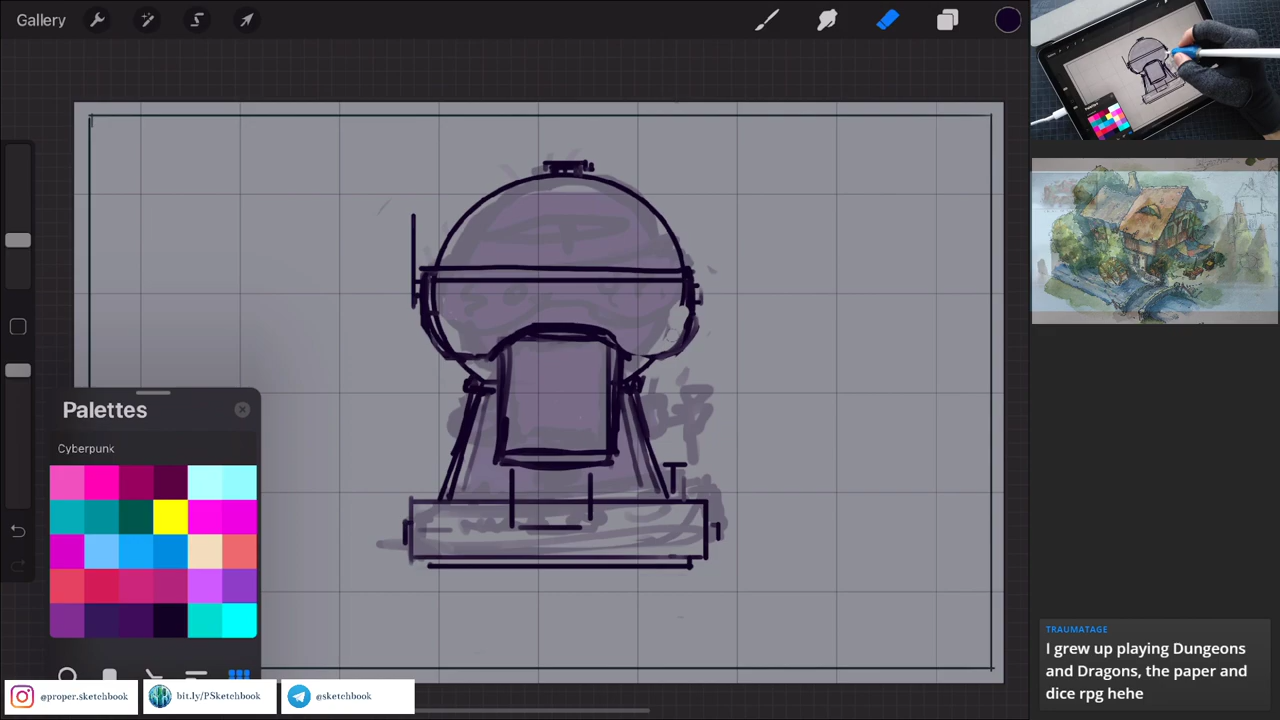 Gallery
Palettes
Cyberpunk
@proper.sketchbook
bit.ly/PSketchbook
@sketchbook
TRAUMATAGE
I grew up playing Dungeons
and Dragons, the paper and
dice rpg hehe